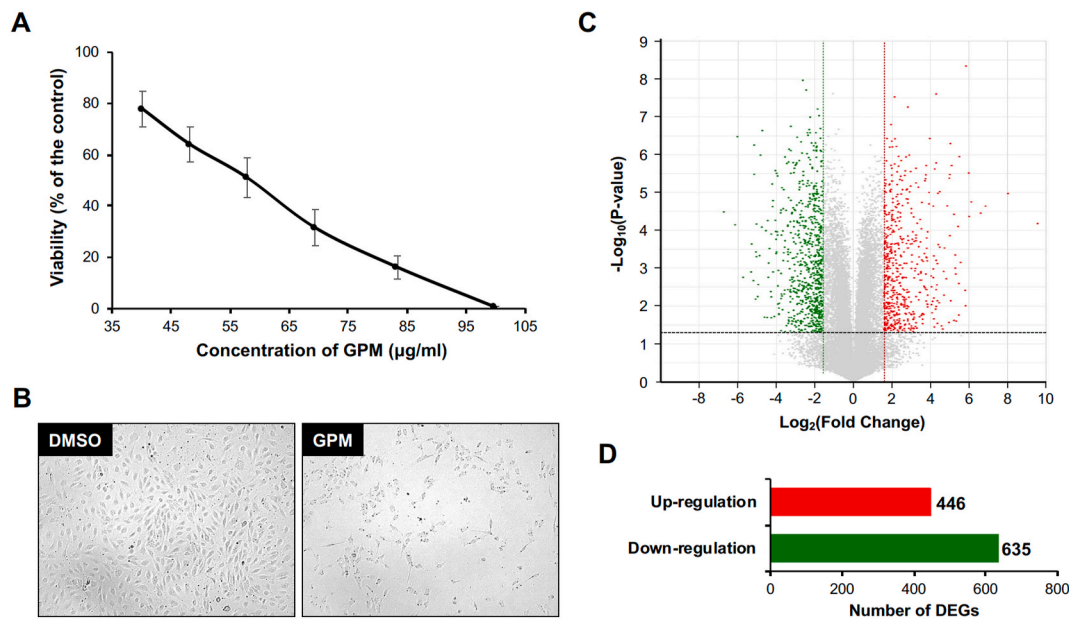 A
Viability (% of the control)
100
80
60
40
20
0
35 45 55 65 75 85 95 105
Concentration of GPM (µg/ml)
B
DMSO
GPM
C
-Log₁₀(P-value)
9
8
7
6
5
4
3
2
1
0
-8 -6 -4 -2 0 2 4 6 8 10
Log₂(Fold Change)
D
Up-regulation 446
Down-regulation 635
0 200 400 600 800
Number of DEGs